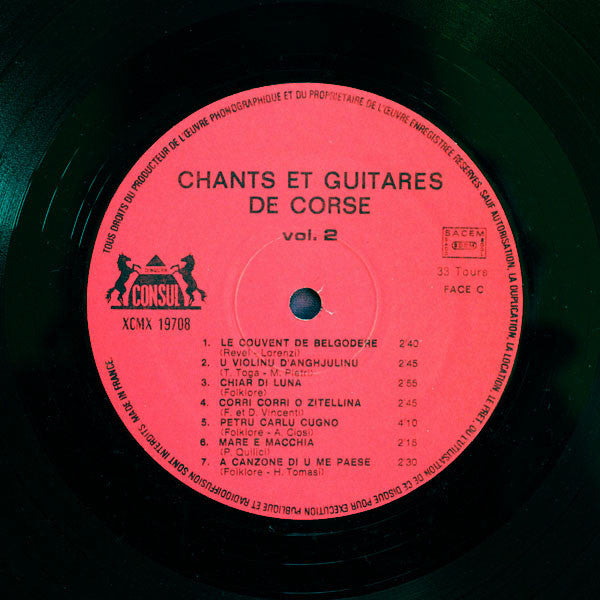 TOUS DROITS DU PRODUCTEUR DE L'ŒUVRE PHONOGRAPHIQUE ET DU PROPRIETAIRE DE L'ŒUVRE ENREGISTREE RESERVES. SAUF AUTORISATION, LA DUPLICATION, LA LOCATION, LE PRET, OU L'UTILISATION DE CE DISQUE POUR EXECUTION PUBLIQUE ET RADIODIFFUSION SONT INTERDITS MADE IN FRANCE.
CHANTS ET GUITARES
DE CORSE
vol. 2
SACEM
33 Tours
FACE C
CONSUL
XCMX 19708
1. LE COUVENT DE BELGODERE 2'40
(Revel - Lorenzi)
2. U VIOLINU D'ANGHJULINU 2'45
(T. Toga - M. Pietri)
3. CHIAR DI LUNA 2'55
(Folklore)
4. CORRI CORRI O ZITELLINA 2'45
(F. et D. Vincenti)
5. PETRU CARLU CUGNO 4'10
(Folklore - A. Ciosi)
6. MARE E MACCHIA 2'15
(P. Quilici)
7. A CANZONE DI U ME PAESE 2'30
(Folklore - H. Tomasi)